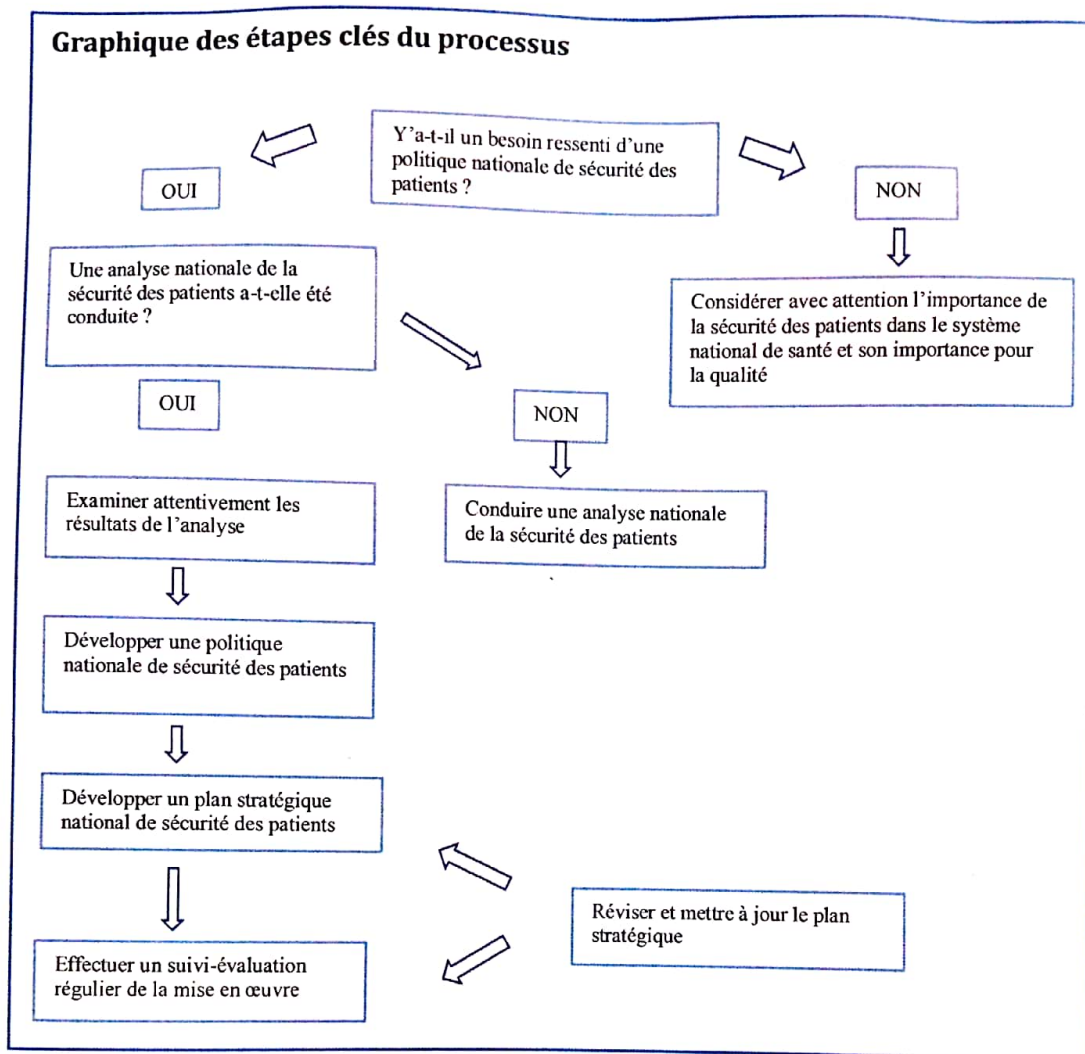 Graphique des étapes clés du processus
Y'a-t-il un besoin ressenti d'une
politique nationale de sécurité des
patients ?
OUI
NON
Une analyse nationale de la
sécurité des patients a-t-elle été
conduite ?
Considérer avec attention l'importance de
la sécurité des patients dans le système
national de santé et son importance pour
la qualité
OUI
NON
Examiner attentivement les
résultats de l'analyse
Conduire une analyse nationale
de la sécurité des patients
Développer une politique
nationale de sécurité des patients
Développer un plan stratégique
national de sécurité des patients
Réviser et mettre à jour le plan
stratégique
Effectuer un suivi-évaluation
régulier de la mise en œuvre